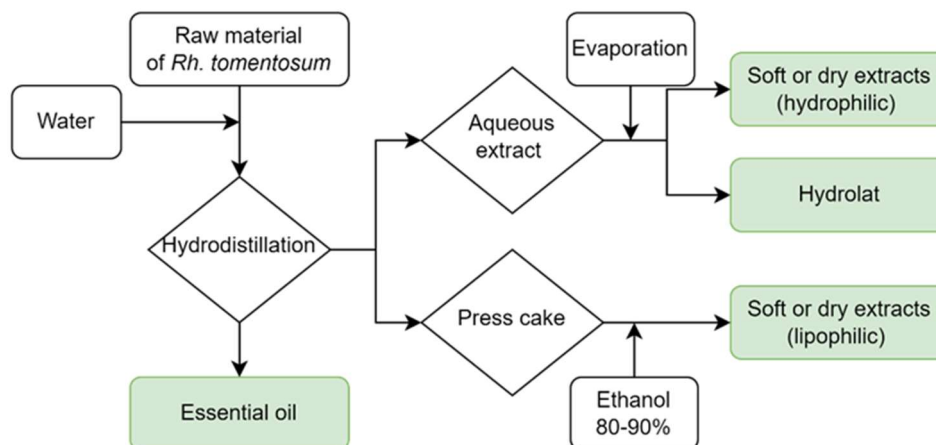 Raw material
of Rh. tomentosum
Evaporation
Soft or dry extracts
(hydrophilic)
Water
Aqueous
extract
Hydrolat
Hydrodistillation
Press cake
Soft or dry extracts
(lipophilic)
Essential oil
Ethanol
80-90%